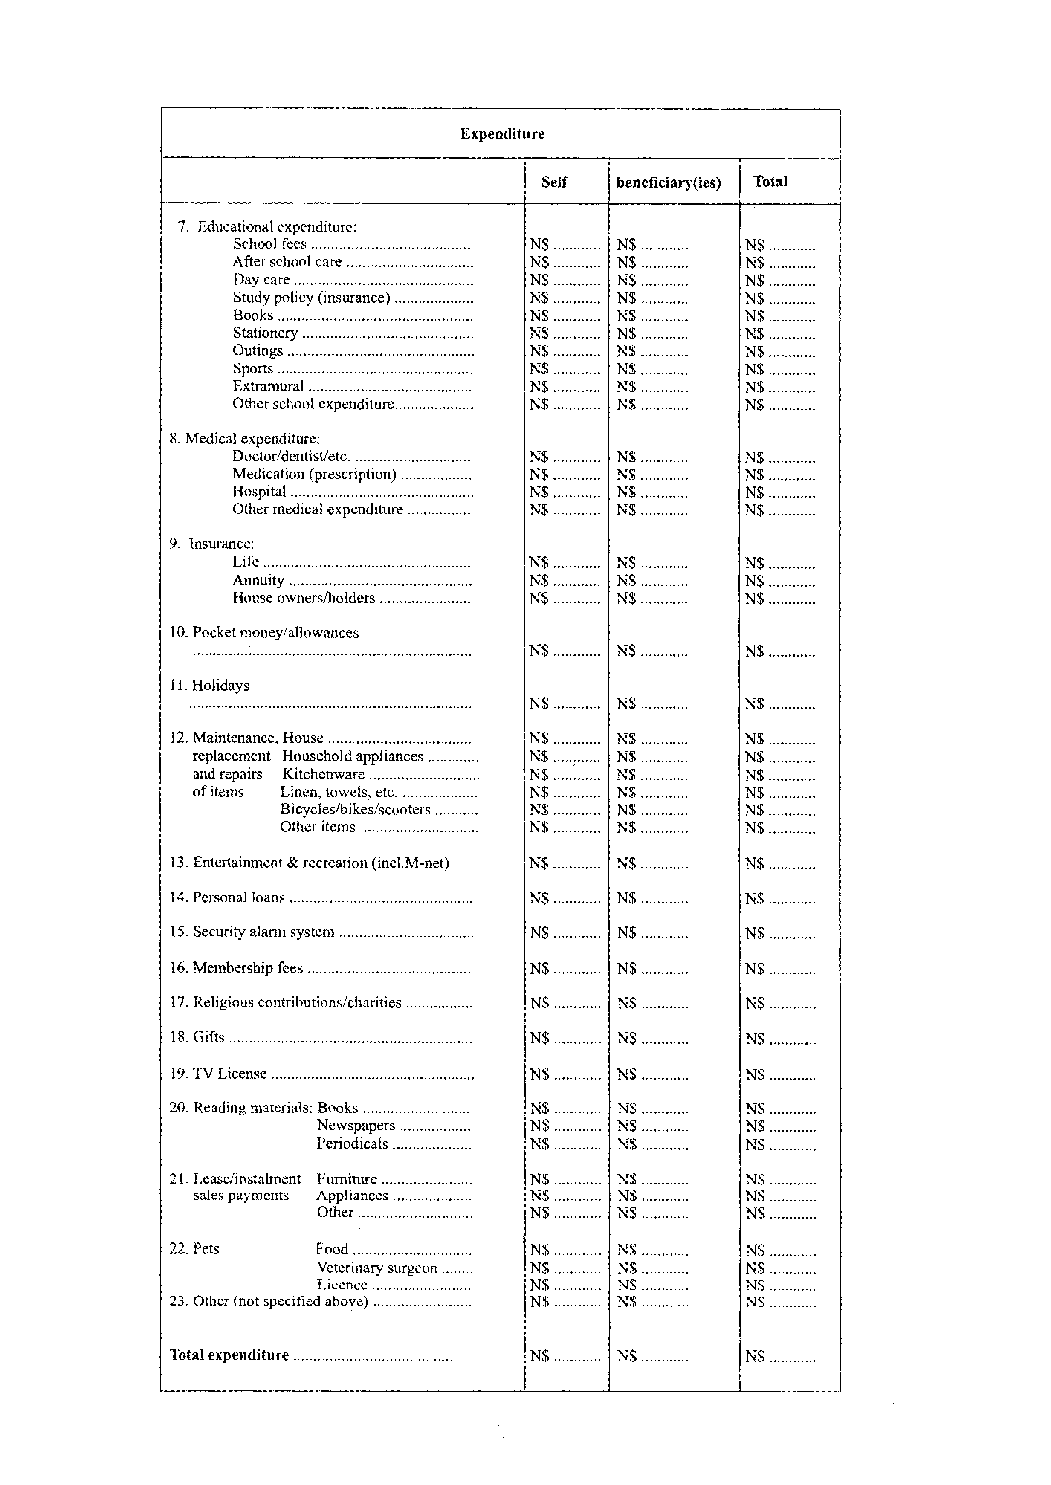 Expenditure
Self beneficiary(ies) Total
7. Educational expenditure:
School fees ........................................ N$ ............ N$ ............ N$ ............
After school care ................................ N$ ............ N$ ............ N$ ............
Day care ............................................. N$ ............ N$ ............ N$ ............
Study policy (insurance) .................... N$ ............ N$ ............ N$ ............
Books ................................................. N$ ............ N$ ............ N$ ............
Stationery ........................................... N$ ............ N$ ............ N$ ............
Outings ............................................... N$ ............ N$ ............ N$ ............
Sports ................................................. N$ ............ N$ ............ N$ ............
Extramural ......................................... N$ ............ N$ ............ N$ ............
Other school expenditure.................... N$ ............ N$ ............ N$ ............
8. Medical expenditure:
Doctor/dentist/etc. ............................. N$ ............ N$ ............ N$ ............
Medication (prescription) .................. N$ ............ N$ ............ N$ ............
Hospital .............................................. N$ ............ N$ ............ N$ ............
Other medical expenditure ................ N$ ............ N$ ............ N$ ............
9. Insurance:
Life .................................................... N$ ............ N$ ............ N$ ............
Annuity .............................................. N$ ............ N$ ............ N$ ............
House owners/holders ....................... N$ ............ N$ ............ N$ ............
10. Pocket money/allowances
...................................................................... N$ ............ N$ ............ N$ ............
11. Holidays
....................................................................... N$ ............ N$ ............ N$ ............
12. Maintenance, House .................................... N$ ............ N$ ............ N$ ............
replacement Household appliances ............. N$ ............ N$ ............ N$ ............
and repairs Kitchenware ............................ N$ ............ N$ ............ N$ ............
of items Linen, towels, etc. ................... N$ ............ N$ ............ N$ ............
Bicycles/bikes/scooters ........... N$ ............ N$ ............ N$ ............
Other items ............................. N$ ............ N$ ............ N$ ............
13. Entertainment & recreation (incl.M-net) N$ ............ N$ ............ N$ ............
14. Personal loans .............................................. N$ ............ N$ ............ N$ ............
15. Security alarm system .................................. N$ ............ N$ ............ N$ ............
16. Membership fees ......................................... N$ ............ N$ ............ N$ ............
17. Religious contributions/charities ................. N$ ............ N$ ............ N$ ............
18. Gifts ............................................................. N$ ............ N$ ............ N$ ............
19. TV License ................................................... N$ ............ N$ ............ N$ ............
20. Reading materials: Books ........................... N$ ............ N$ ............ N$ ............
Newspapers .................. N$ ............ N$ ............ N$ ............
Periodicals .................... N$ ............ N$ ............ N$ ............
21. Lease/instalment Furniture ....................... N$ ............ N$ ............ N$ ............
sales payments Appliances .................... N$ ............ N$ ............ N$ ............
Other ............................. N$ ............ N$ ............ N$ ............
22. Pets Food .............................. N$ ............ N$ ............ N$ ............
Veterinary surgeon ........ N$ ............ N$ ............ N$ ............
Licence ......................... N$ ............ N$ ............ N$ ............
23. Other (not specified above) ......................... N$ ............ N$ ............ N$ ............
Total expenditure ........................................ N$ ............ N$ ............ N$ ............